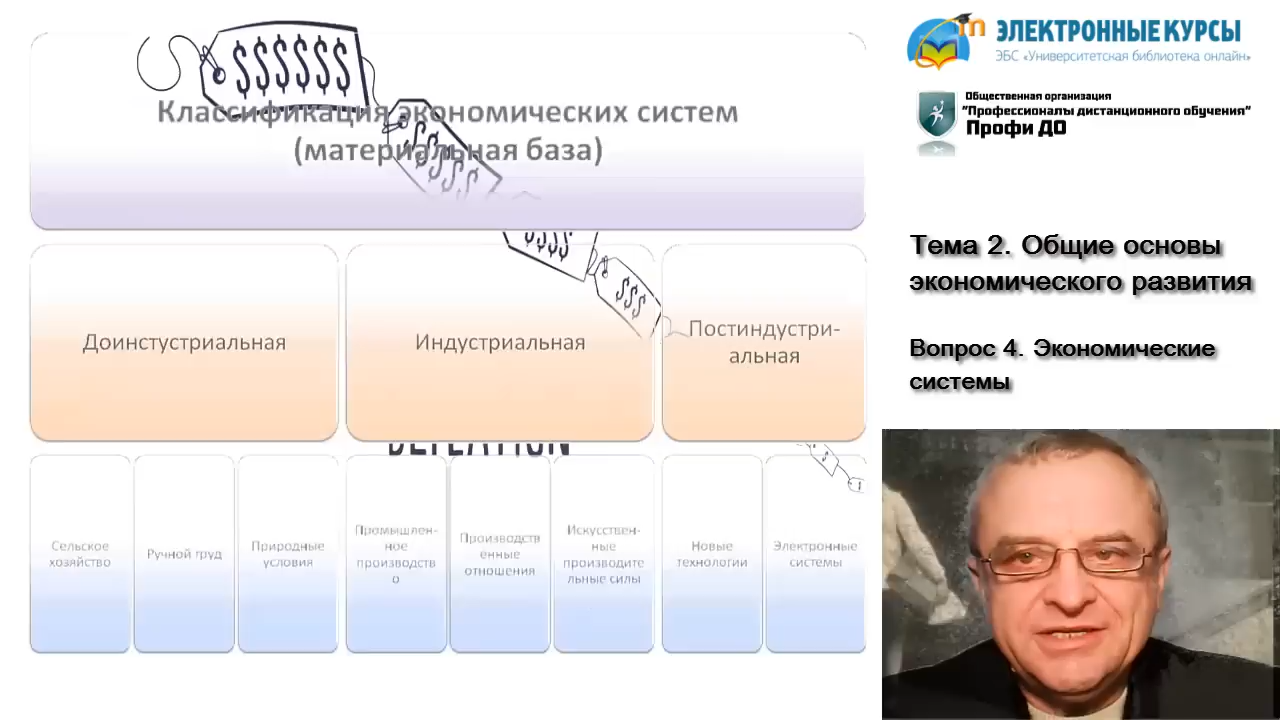 $$$$$$
Классификация экономических систем
(материальная база)
$$$$$
$$$$
$$$
Доинстустриальная
Индустриальная
Постиндустри-
альная
DEFLATION
Сельское
хозяйство
Ручной груд
Природные
условия
Промышлен-
ное
производств
о
Производств
енные
отношения
Искусствен-
ные
производите
льные силы
Новые
технологии
Электронные
системы
ЭЛЕКТРОННЫЕ КУРСЫ
ЭБС «Университетская библиотека онлайн»
Общественная организация
"Профессионалы дистанционного обучения"
Профи ДО
Тема 2. Общие основы
экономического развития
Вопрос 4. Экономические
системы